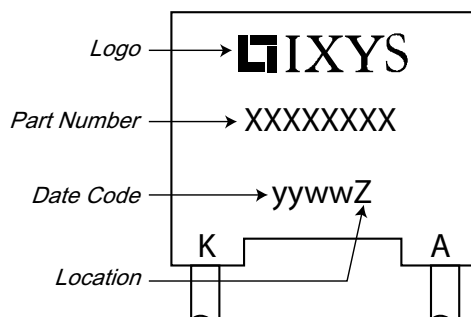 Logo IXYS
Part Number XXXXXXXX
Date Code yywwZ
K A
Location